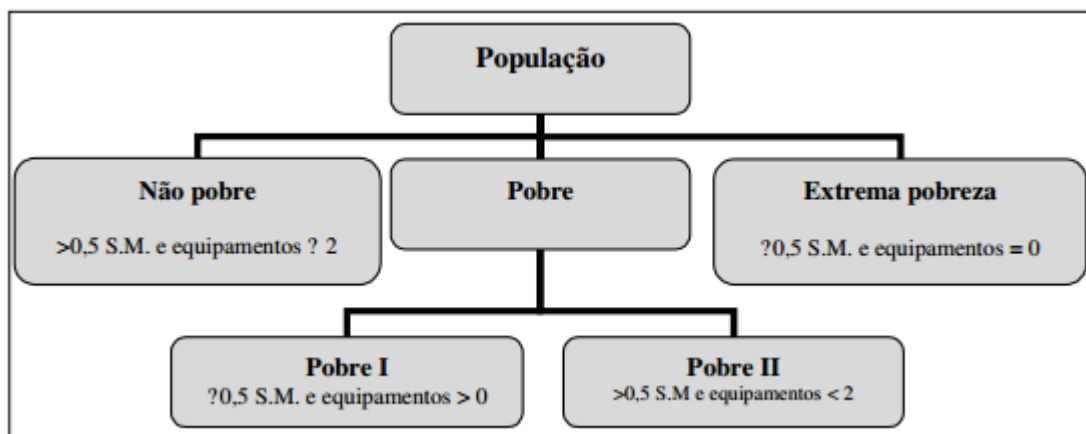 População
Não pobre
>0,5 S.M. e equipamentos ? 2
Pobre
Extrema pobreza
?0,5 S.M. e equipamentos = 0
Pobre I
?0,5 S.M. e equipamentos > 0
Pobre II
>0,5 S.M e equipamentos < 2